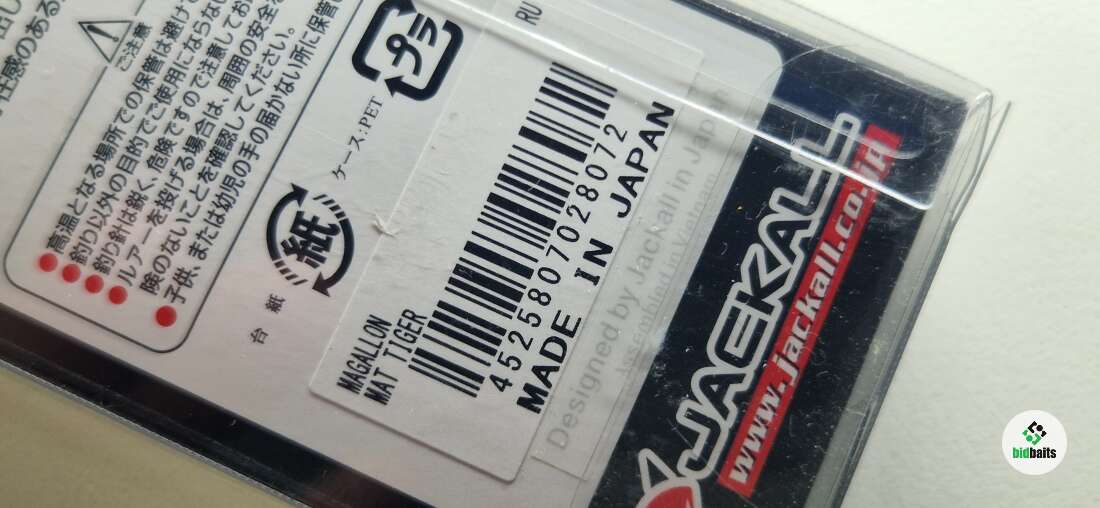 ご注意
高温となる場所での保管は避け
釣り以外の目的でご使用にならない
釣り針は鋭く、危険ですので注意して
ルアーを投げる場合は、周囲の安全
険のないことを確認してください。
子供、または幼児の手の届かない所に保管
プラ
ケース:PET
紙
台紙
RU
MAGALLON
MAT TIGER
4525807028072
MADE IN JAPAN
Designed by Jackall in Japan
Assembled in Vietnam
JACKALL
www.jackall.co.jp
bidbaits